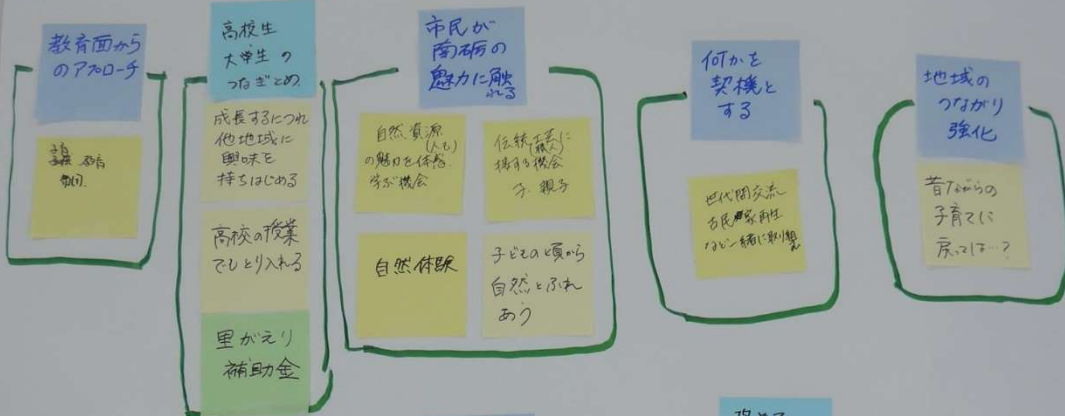 教育面から
のアプローチ
教育
高校生
大学生の
つなぎとめ
成長するにつれ
他地域に
興味を
持ちはじめる
高校の授業
でもとり入れる
里がえり
補助金
市民が
南砺の
魅力に触
れる
自然、資源
(人も)
の魅力を体感
学ぶ機会
伝統工芸に
(職人)
接する機会
子、親子
自然体験
子どもの頃から
自然とふれ
あう
何かを
契機と
する
世代間交流
古民家再生
など一緒に取り組む
地域の
つながり
強化
昔ながらの
子育てに
戻っては…?